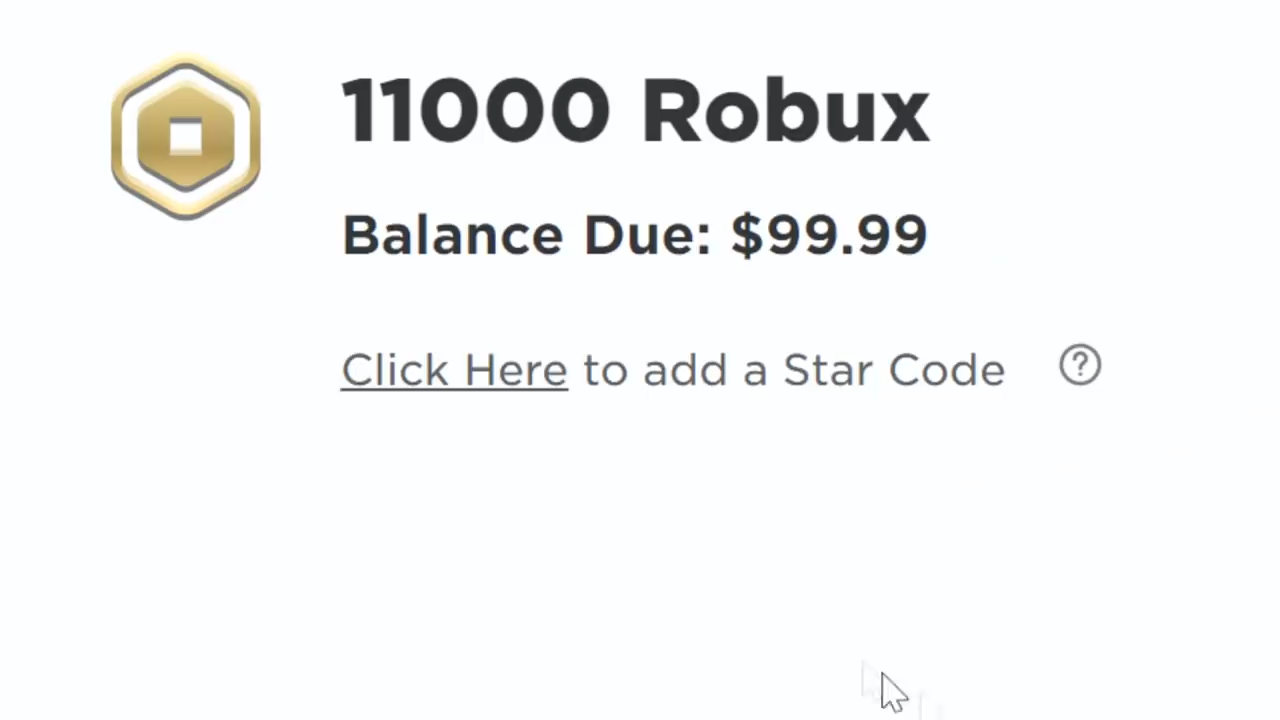 11000 Robux
Balance Due: $99.99
Click Here to add a Star Code ?